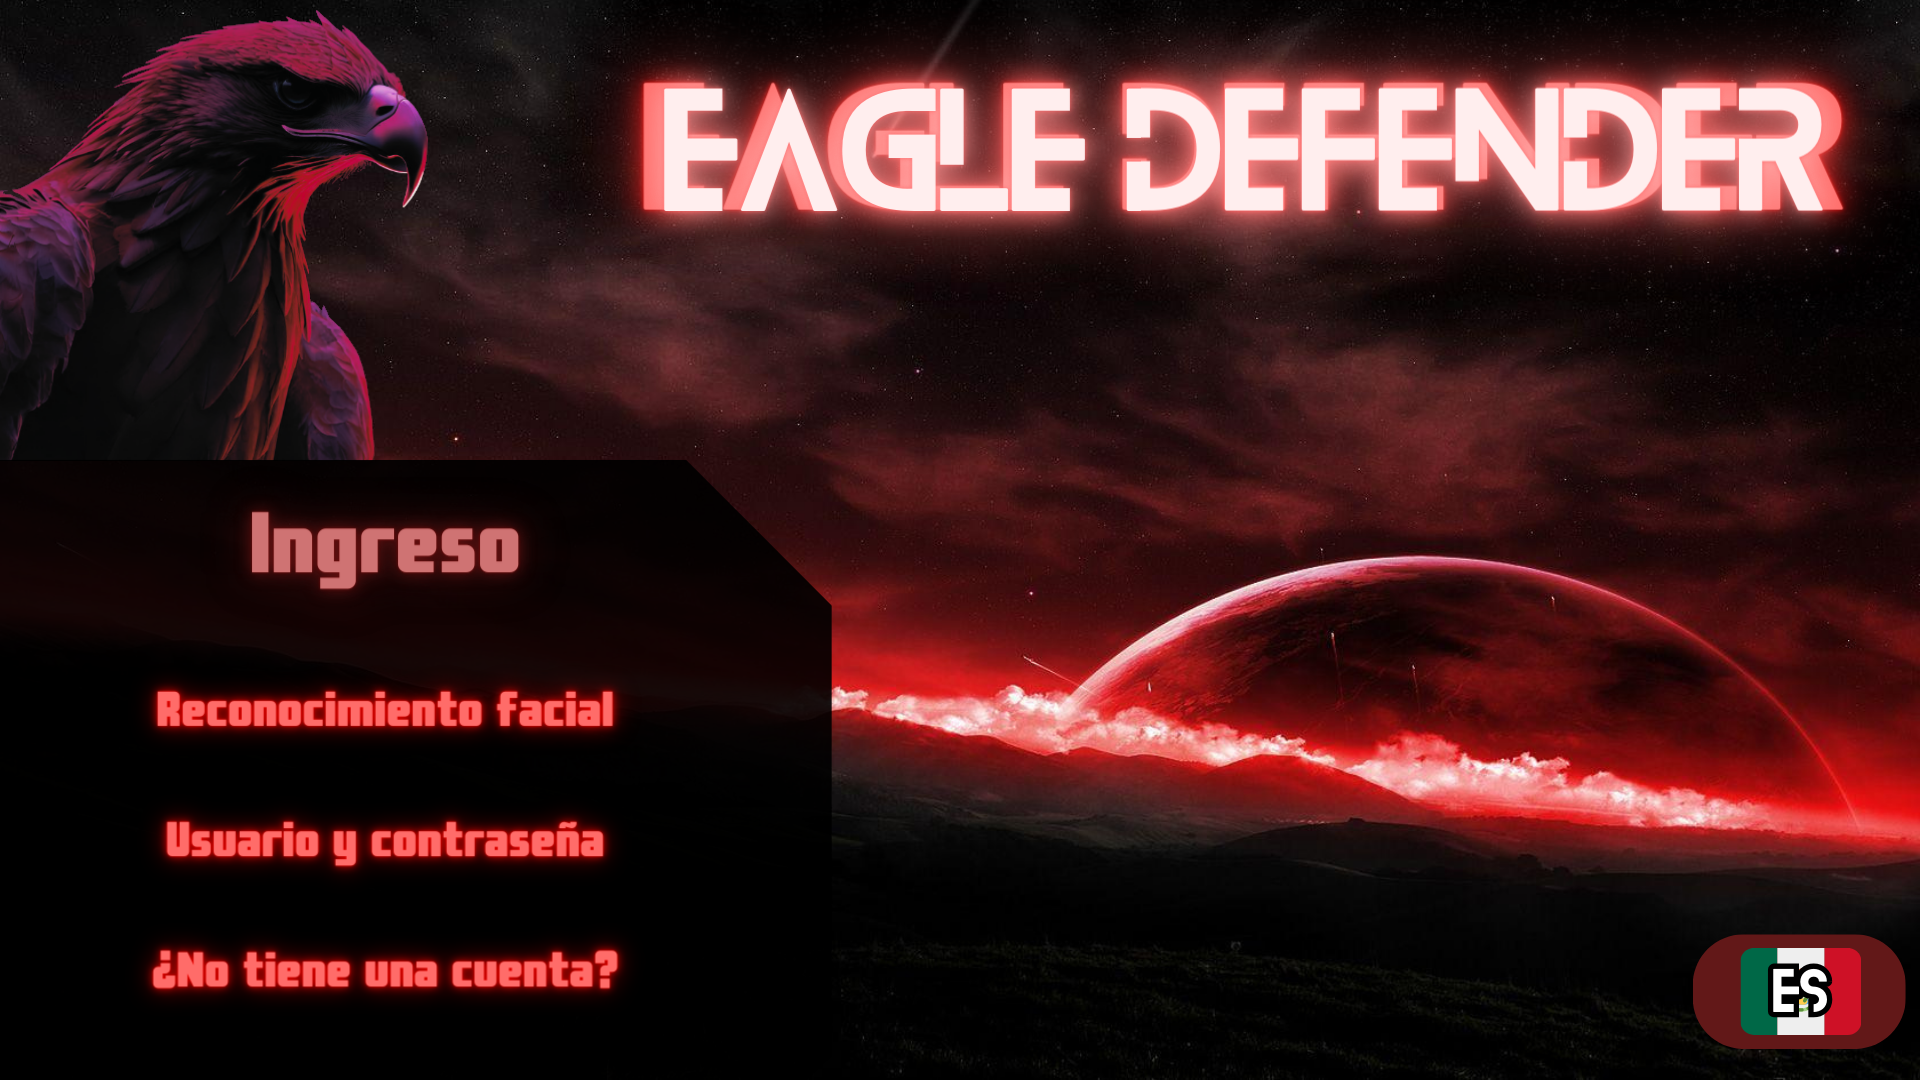 EAGLE DEFENDER
Ingreso
Reconocimiento facial
Usuario y contraseña
¿No tiene una cuenta?
ES